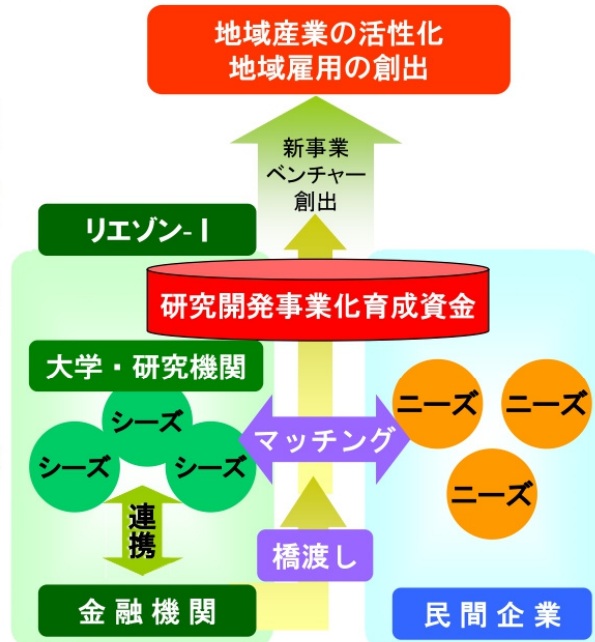 地域産業の活性化
地域雇用の創出
新事業
ベンチャー
創出
リエゾン-I
研究開発事業化育成資金
大学・研究機関
シーズ
シーズ
シーズ
マッチング
ニーズ
ニーズ
ニーズ
連携
橋渡し
金融機関
民間企業